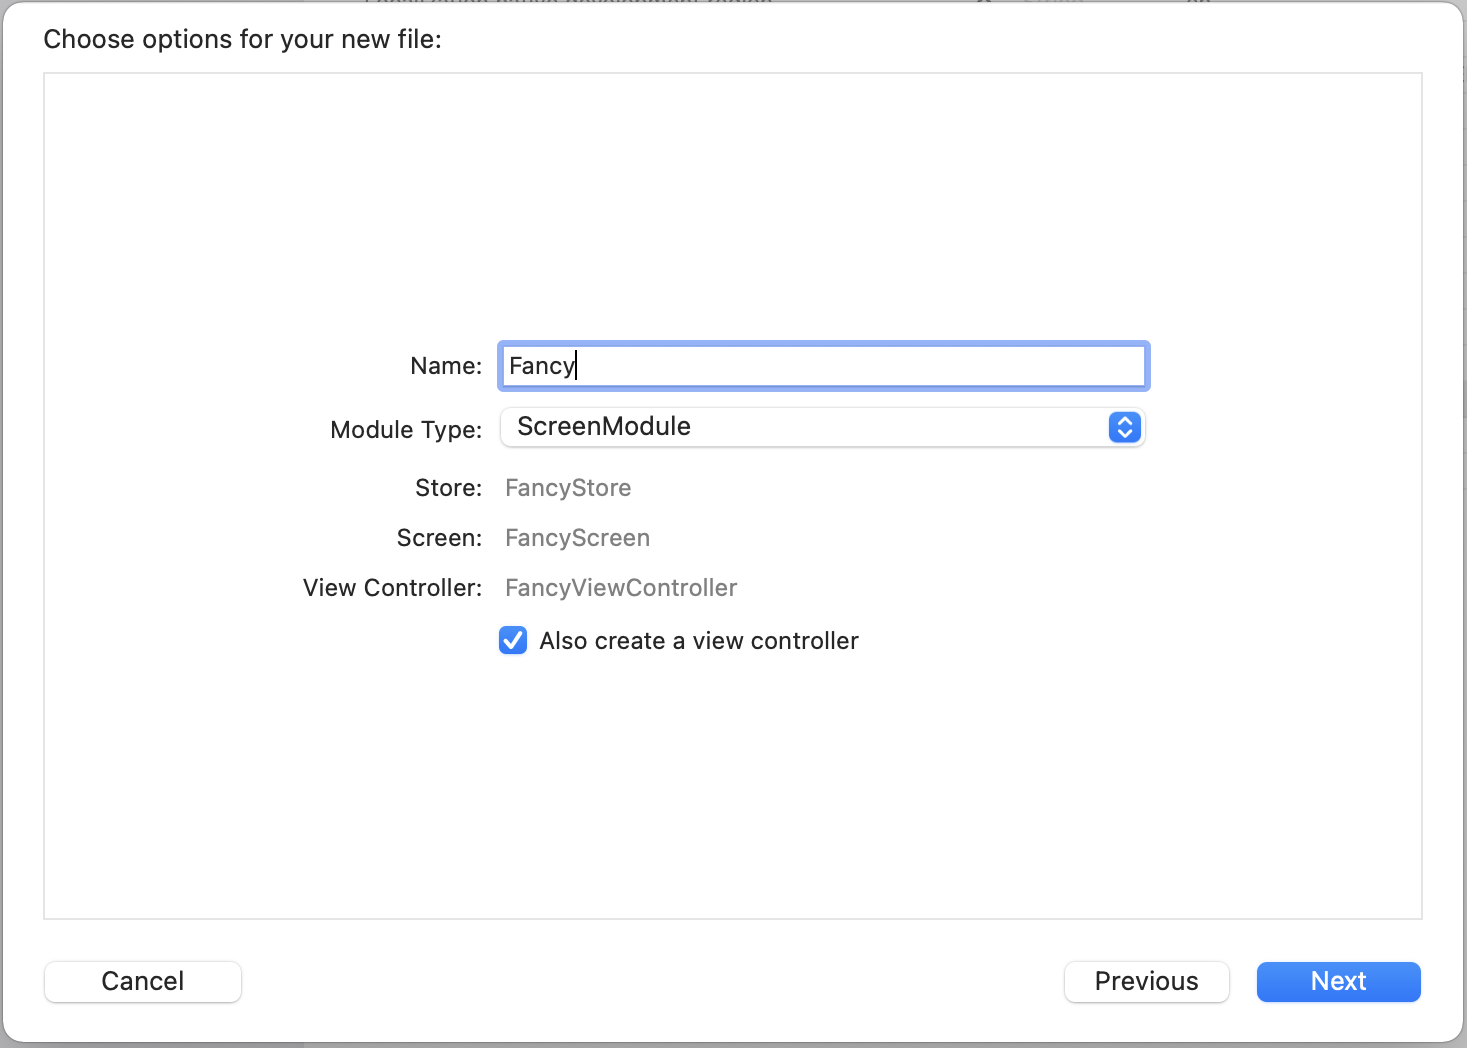 Choose options for your new file:
Name: Fancy
Module Type: ScreenModule
Store: FancyStore
Screen: FancyScreen
View Controller: FancyViewController
Also create a view controller
Cancel Previous Next